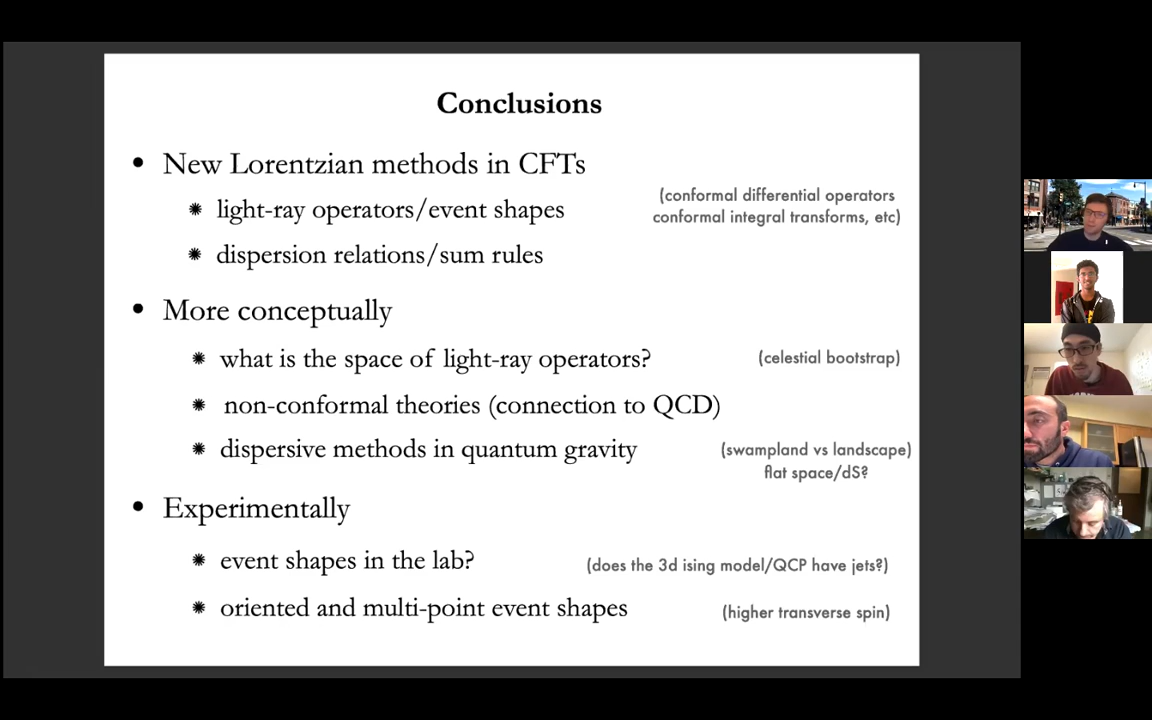 Conclusions
• New Lorentzian methods in CFTs
✷ light-ray operators/event shapes
(conformal differential operators
conformal integral transforms, etc)
✷ dispersion relations/sum rules
• More conceptually
✷ what is the space of light-ray operators?
(celestial bootstrap)
✷ non-conformal theories (connection to QCD)
✷ dispersive methods in quantum gravity
(swampland vs landscape)
flat space/dS?
• Experimentally
✷ event shapes in the lab?
(does the 3d ising model/QCP have jets?)
✷ oriented and multi-point event shapes
(higher transverse spin)